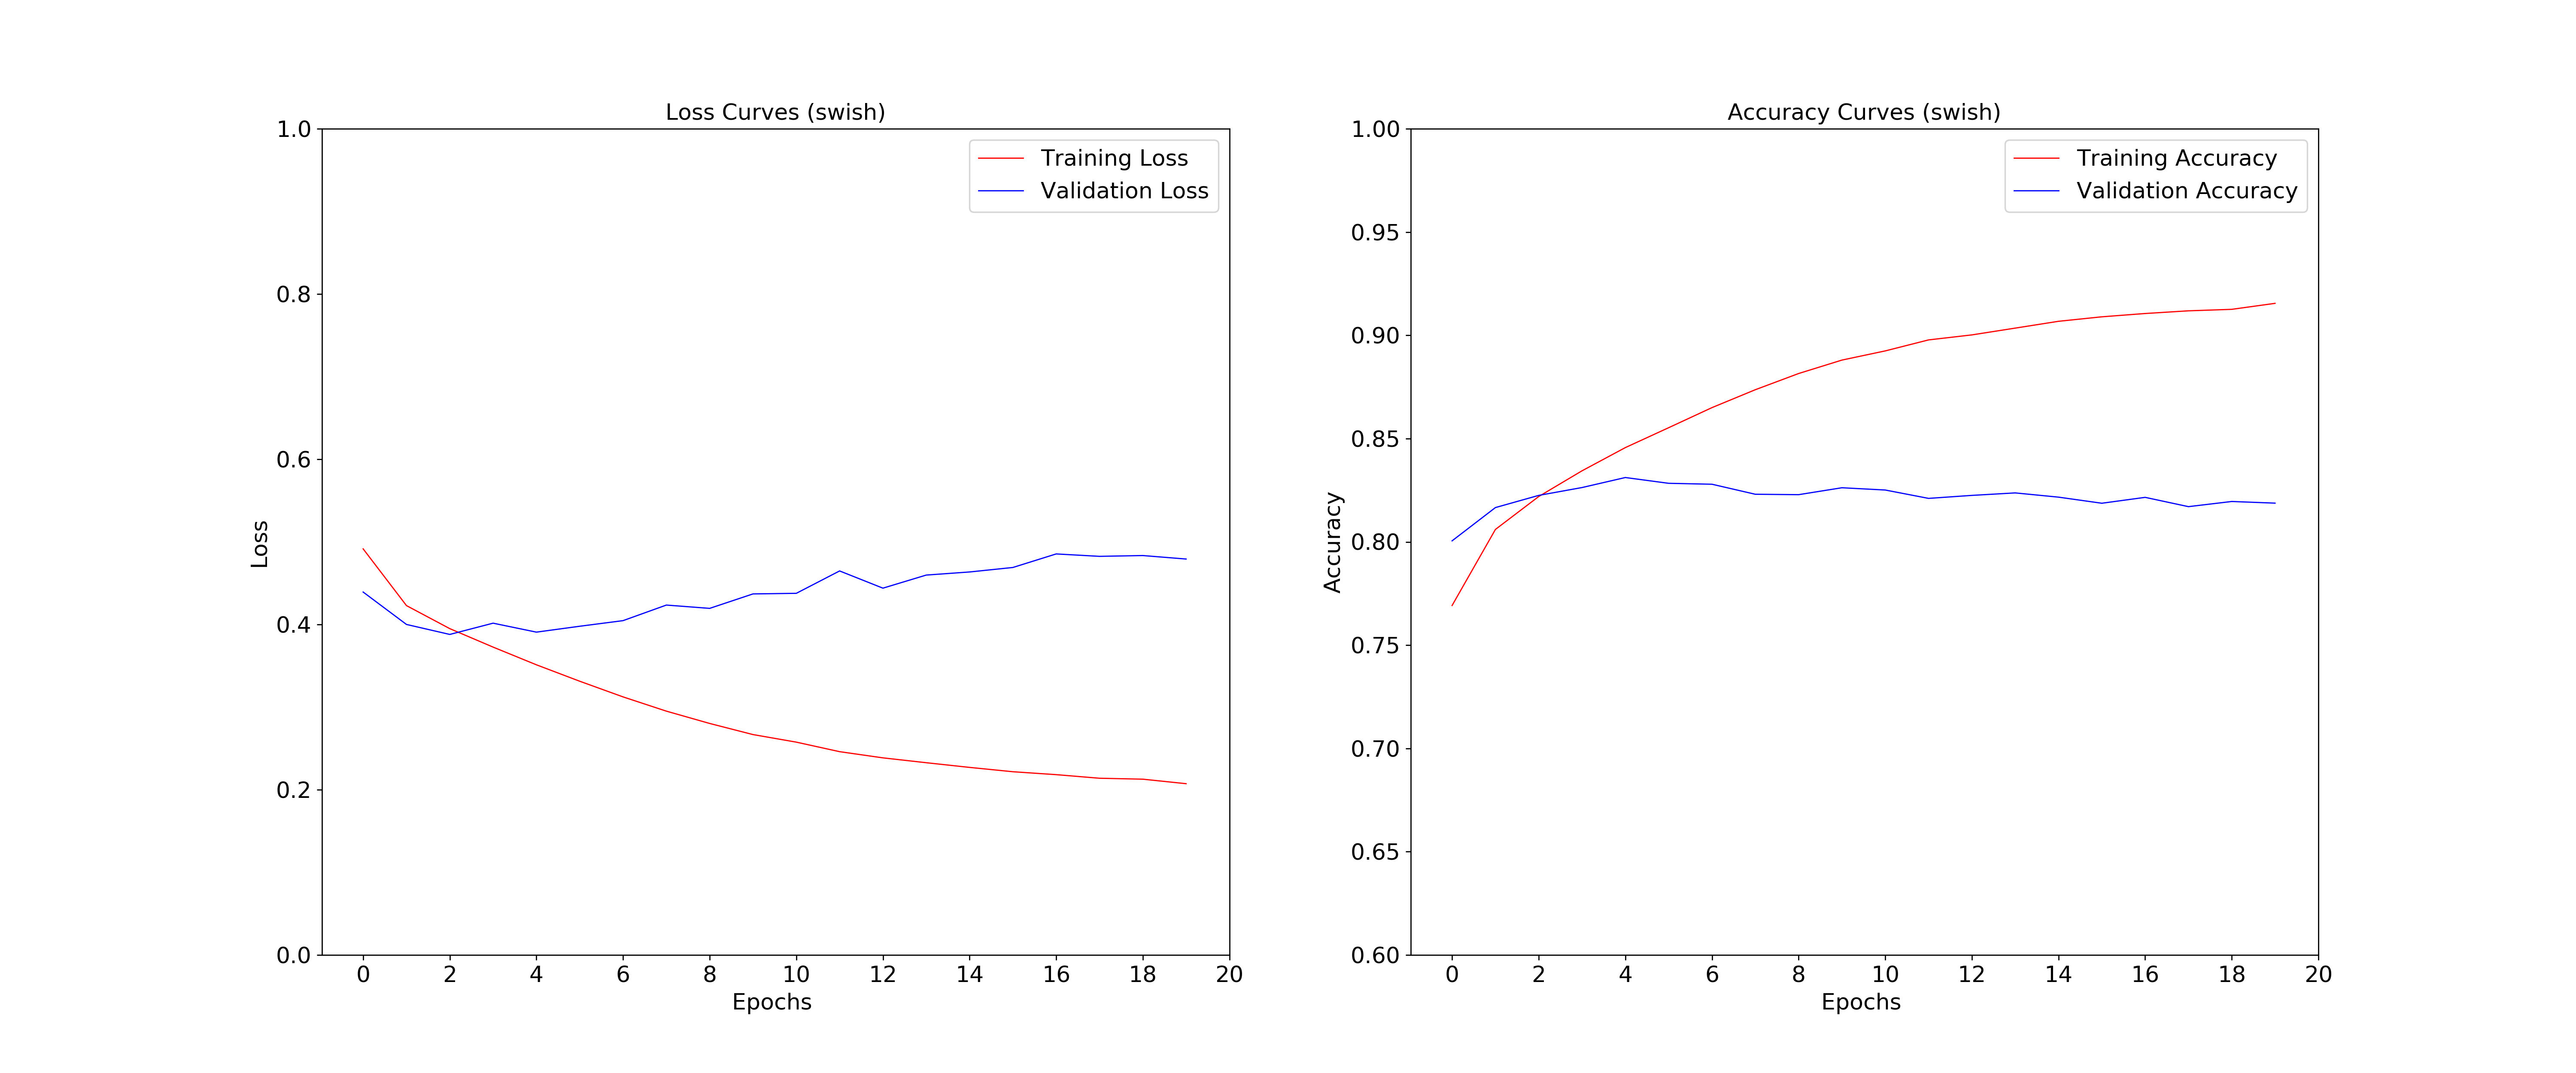 Loss Curves (swish)
1.0
0.8
0.6
0.4
0.2
0.0
Loss
Training Loss
Validation Loss
0 2 4 6 8 10 12 14 16 18 20
Epochs
Accuracy Curves (swish)
1.00
0.95
0.90
0.85
0.80
0.75
0.70
0.65
0.60
Accuracy
Training Accuracy
Validation Accuracy
0 2 4 6 8 10 12 14 16 18 20
Epochs